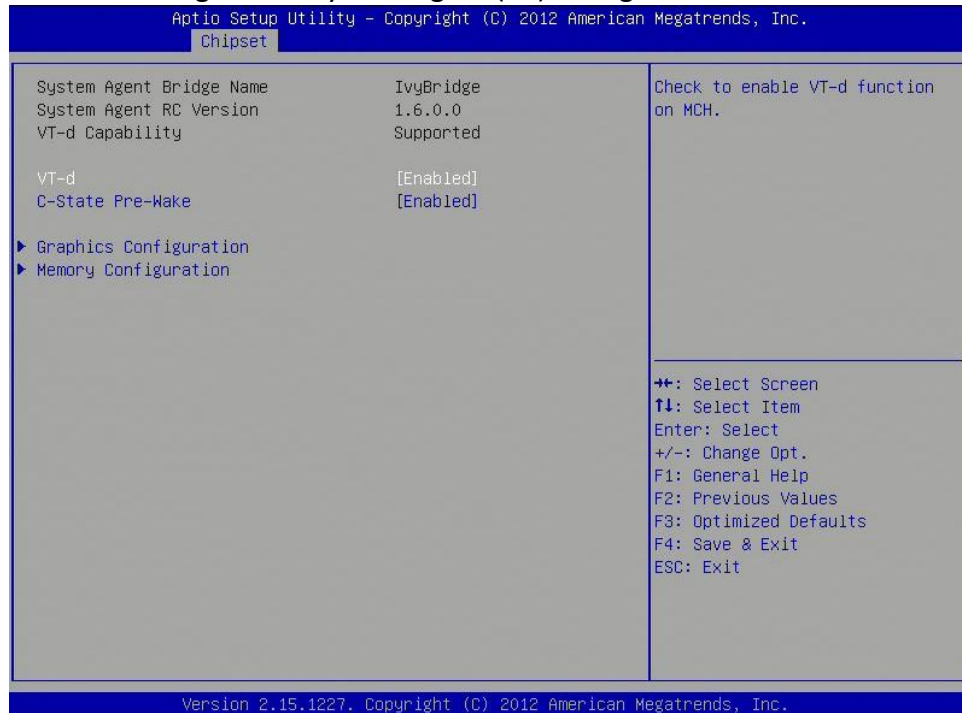 Aptio Setup Utility – Copyright (C) 2012 American Megatrends, Inc.
Chipset
System Agent Bridge Name IvyBridge
System Agent RC Version 1.6.0.0
VT-d Capability Supported
VT-d [Enabled]
C-State Pre-Wake [Enabled]
Graphics Configuration
Memory Configuration
Check to enable VT-d function
on MCH.
→←: Select Screen
↑↓: Select Item
Enter: Select
+/-: Change Opt.
F1: General Help
F2: Previous Values
F3: Optimized Defaults
F4: Save & Exit
ESC: Exit
Version 2.15.1227. Copyright (C) 2012 American Megatrends, Inc.